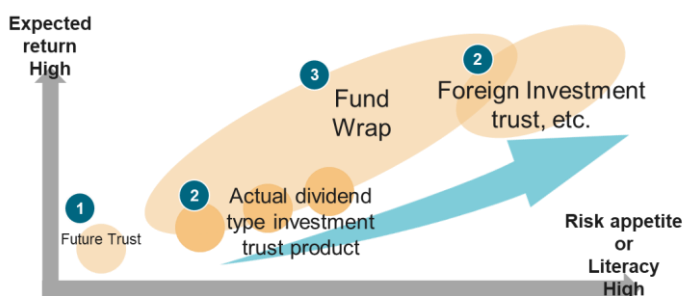 Expected
return
High
3
Fund
Wrap
2
Foreign Investment
trust, etc.
1
Future Trust
2
Actual dividend
type investment
trust product
Risk appetite
or
Literacy
High